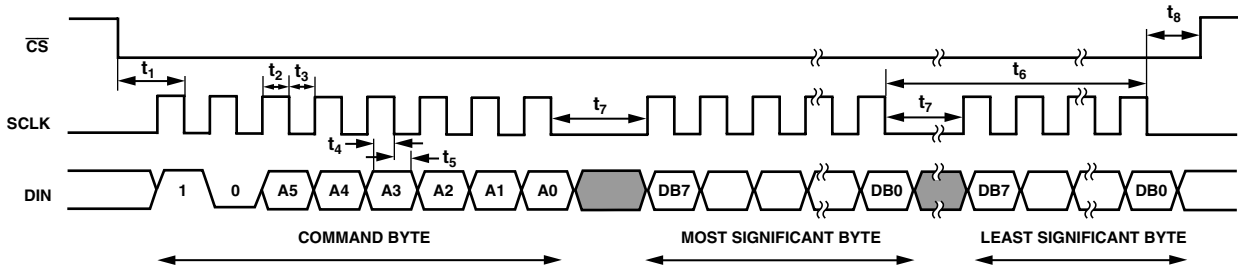 t8
CS
t1
t2 t3
t6
SCLK
t7
t7
t4
t5
DIN
1 0 A5 A4 A3 A2 A1 A0 DB7 DB0 DB7 DB0
COMMAND BYTE MOST SIGNIFICANT BYTE LEAST SIGNIFICANT BYTE